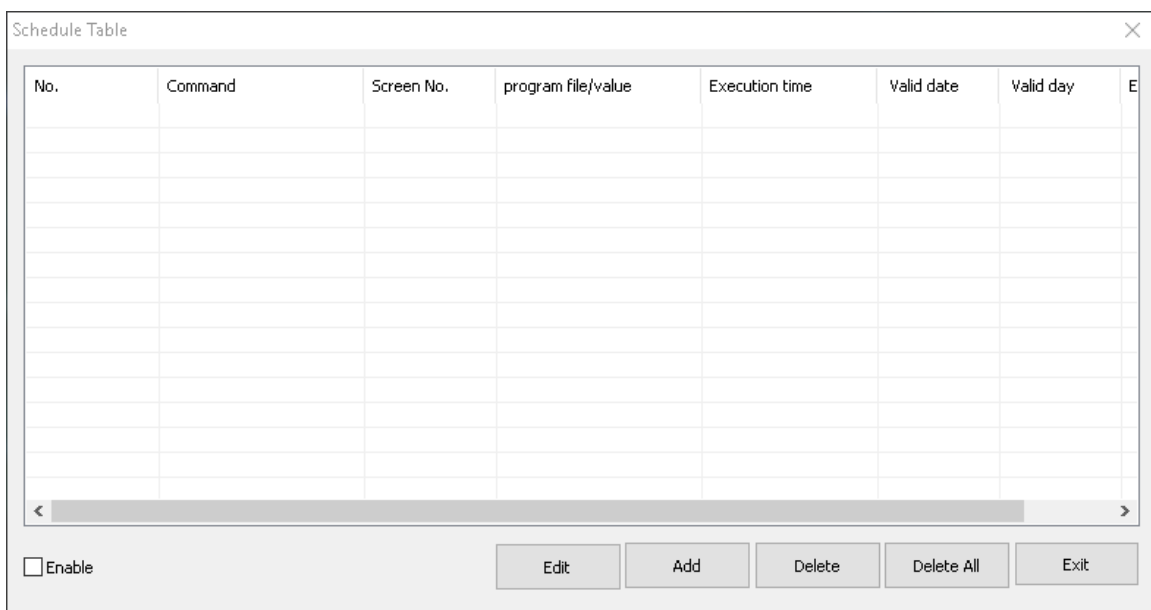 Schedule Table
No. Command Screen No. program file/value Execution time Valid date Valid day E
Enable Edit Add Delete Delete All Exit